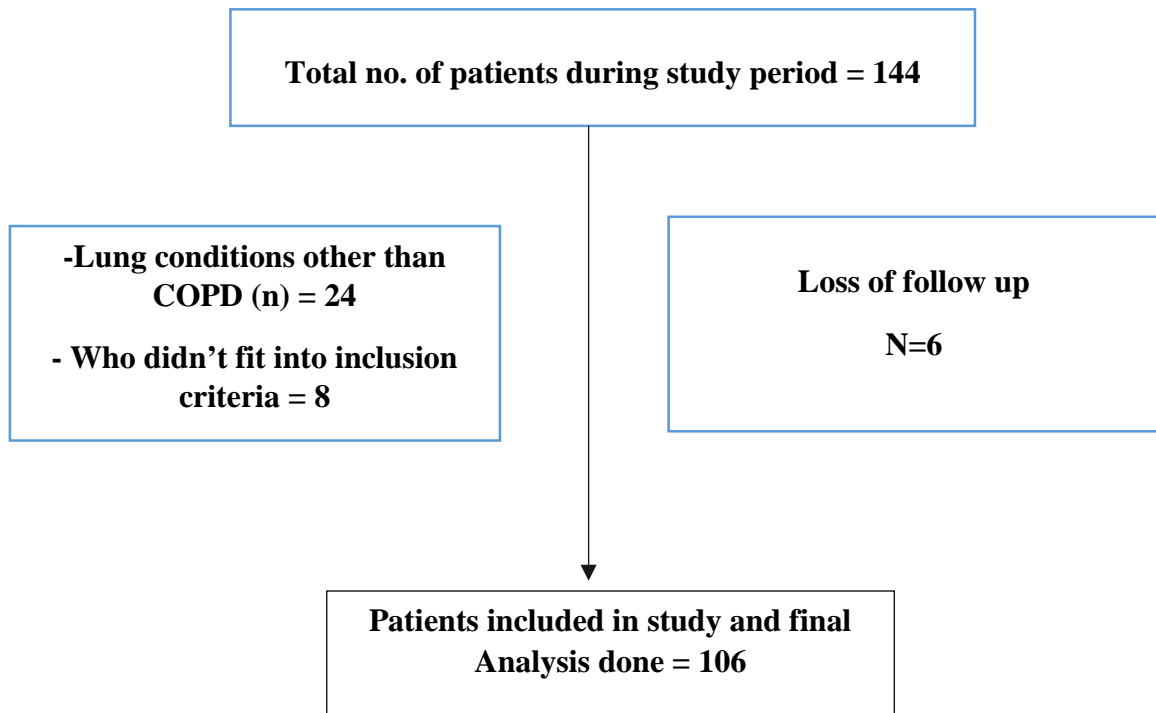 Total no. of patients during study period = 144
-Lung conditions other than
COPD (n) = 24
- Who didn’t fit into inclusion
criteria = 8
Loss of follow up
N=6
Patients included in study and final
Analysis done = 106